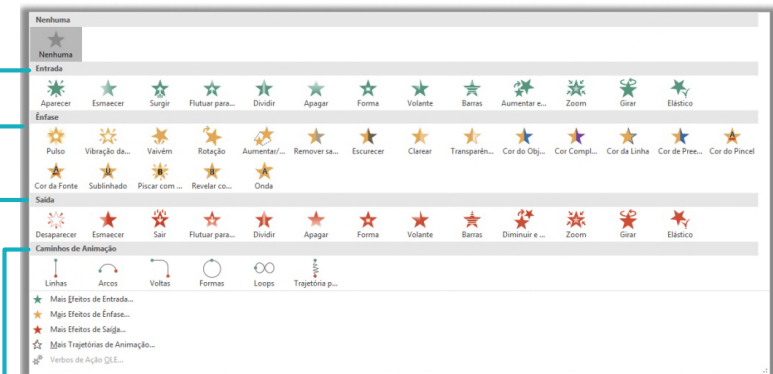 Nenhuma
Nenhuma
Entrada
Aparecer Esmaecer Surgir Flutuar para... Dividir Apagar Forma Volante Barras Aumentar e... Zoom Girar Elástico
Ênfase
Pulso Vibração da... Vaivém Rotação Aumentar/... Remover sa... Escurecer Clarear Transparên... Cor do Obj... Cor Compl... Cor da Linha Cor de Pree... Cor do Pincel
Cor da Fonte Sublinhado Piscar com ... Revelar co... Onda
Saída
Desaparecer Esmaecer Sair Flutuar para... Dividir Apagar Forma Volante Barras Diminuir e ... Zoom Girar Elástico
Caminhos de Animação
Linhas Arcos Voltas Formas Loops Trajetória p...
Mais Efeitos de Entrada...
Mais Efeitos de Ênfase...
Mais Efeitos de Saída...
Mais Trajetórias de Animação...
Verbos de Ação OLE...